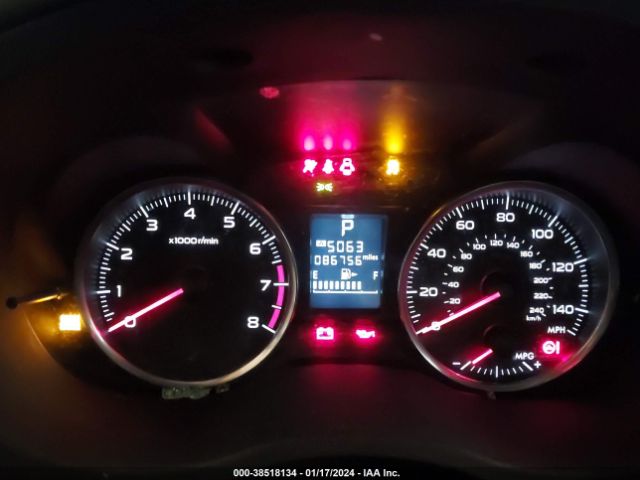 P
5063
086756 miles
E F
0 1 2 3 4 5 6 7 8
x1000r/min
0 20 40 60 80 100 120 140
MPH
20 40 60 80 100 120 140 160 180 200 220 240
km/h
- MPG +
000-38518134 - 01/17/2024 - IAA Inc.